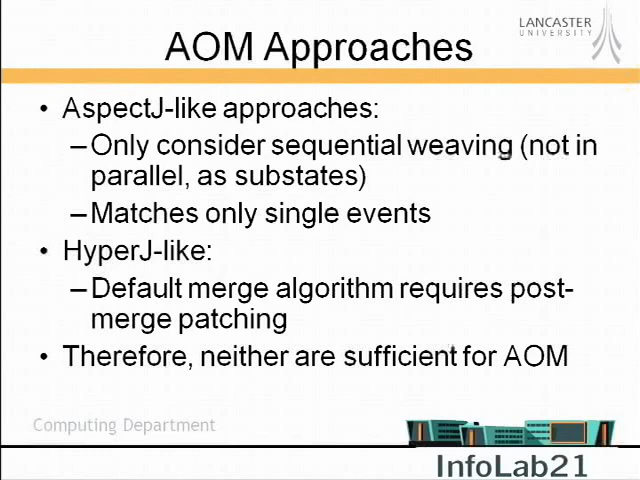 LANCASTER
UNIVERSITY
AOM Approaches
• AspectJ-like approaches:
–Only consider sequential weaving (not in
parallel, as substates)
–Matches only single events
• HyperJ-like:
–Default merge algorithm requires post-
merge patching
• Therefore, neither are sufficient for AOM
Computing Department
InfoLab21